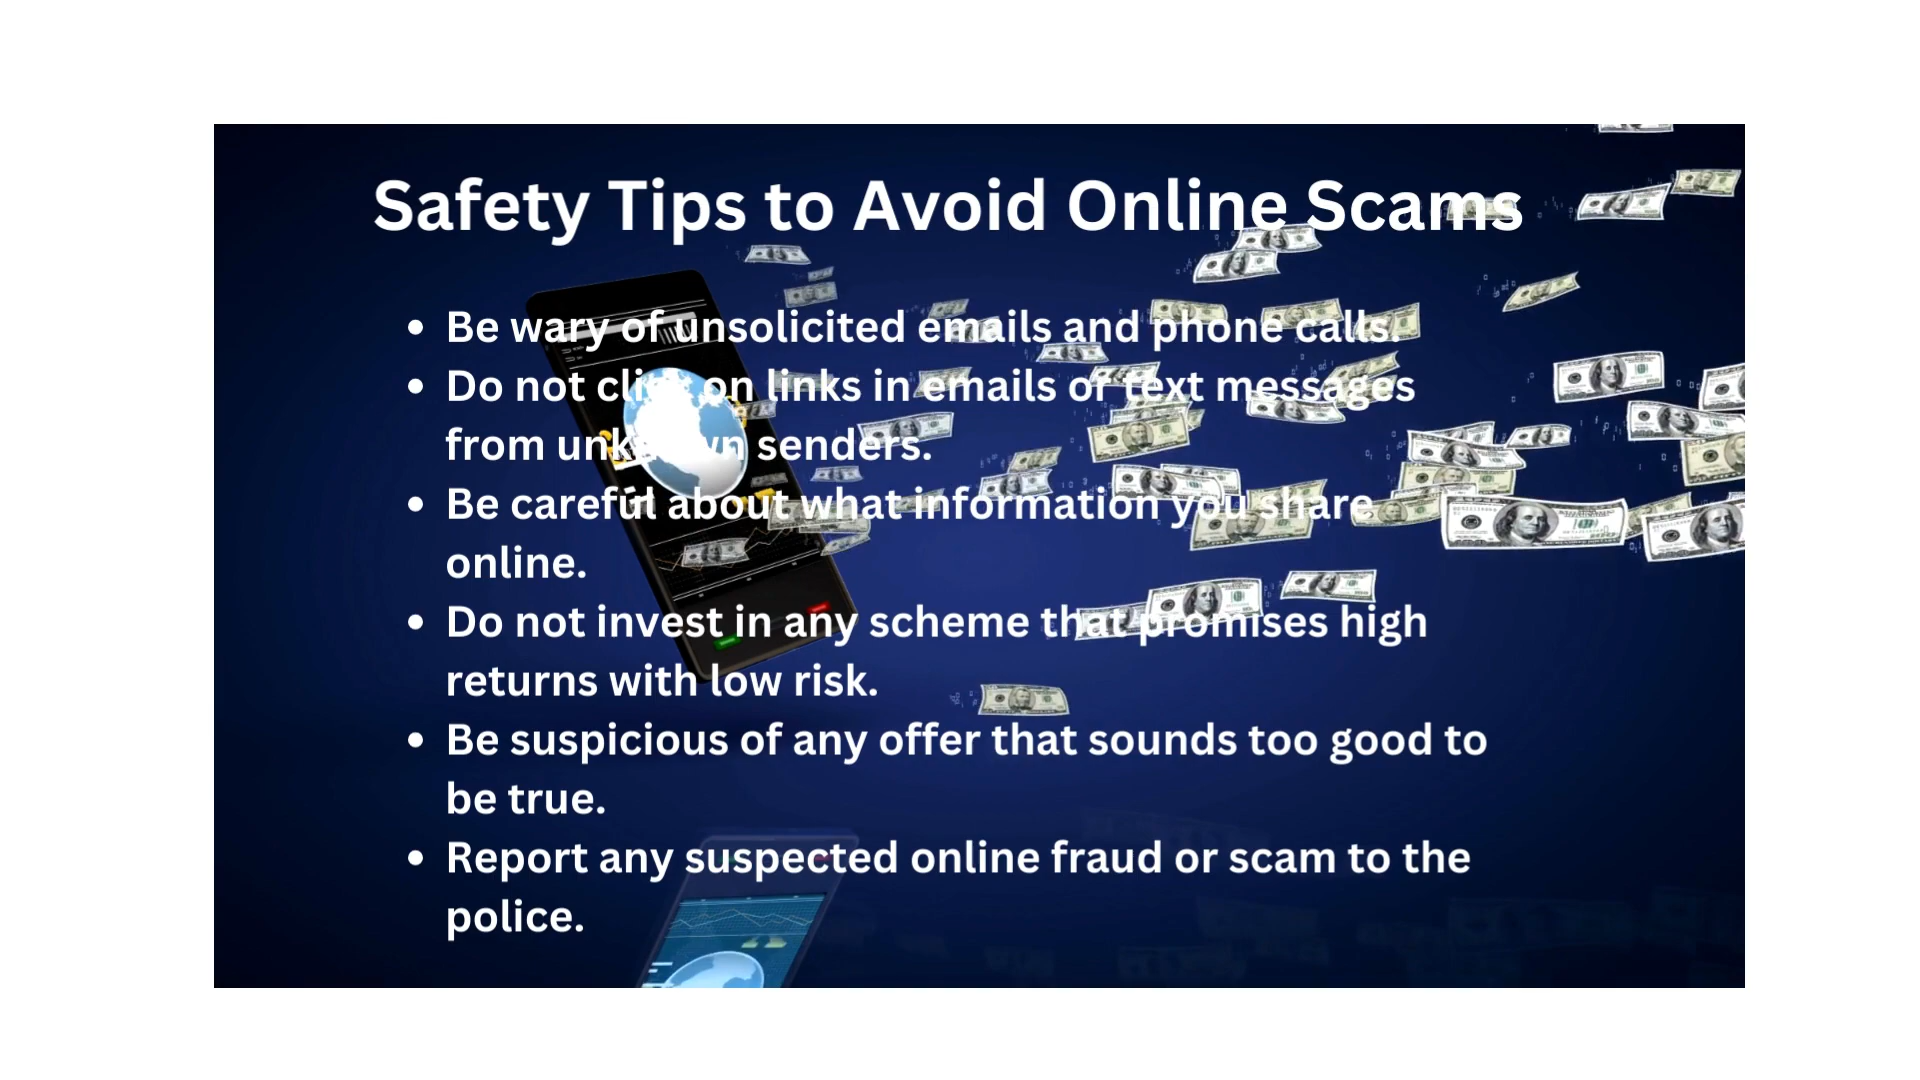 Safety Tips to Avoid Online Scams
• Be wary of unsolicited emails and phone calls.
• Do not click on links in emails or text messages
from unknown senders.
• Be careful about what information you share
online.
• Do not invest in any scheme that promises high
returns with low risk.
• Be suspicious of any offer that sounds too good to
be true.
• Report any suspected online fraud or scam to the
police.